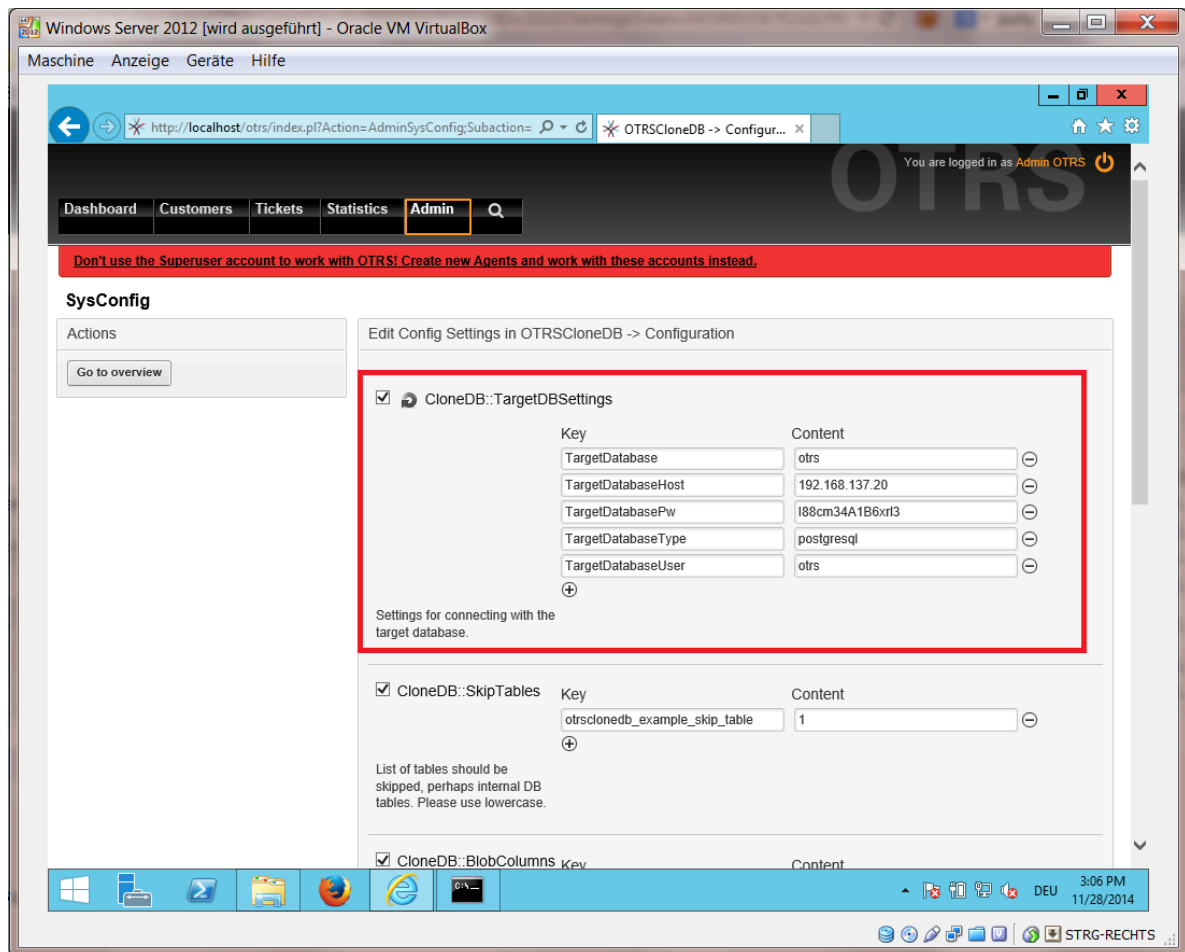 Windows Server 2012 [wird ausgeführt] - Oracle VM VirtualBox
Maschine Anzeige Geräte Hilfe
http://localhost/otrs/index.pl?Action=AdminSysConfig;Subaction=
OTRSCloneDB -> Configur...
OTRS
You are logged in as Admin OTRS
Dashboard Customers Tickets Statistics Admin
Don't use the Superuser account to work with OTRS! Create new Agents and work with these accounts instead.
SysConfig
Actions
Go to overview
Edit Config Settings in OTRSCloneDB -> Configuration
CloneDB::TargetDBSettings
Key Content
TargetDatabase otrs
TargetDatabaseHost 192.168.137.20
TargetDatabasePw l88cm34A1B6xrl3
TargetDatabaseType postgresql
TargetDatabaseUser otrs
Settings for connecting with the
target database.
CloneDB::SkipTables Key Content
otrsclonedb_example_skip_table 1
List of tables should be
skipped, perhaps internal DB
tables. Please use lowercase.
CloneDB::BlobColumns Key Content
DEU
3:06 PM
11/28/2014
STRG-RECHTS